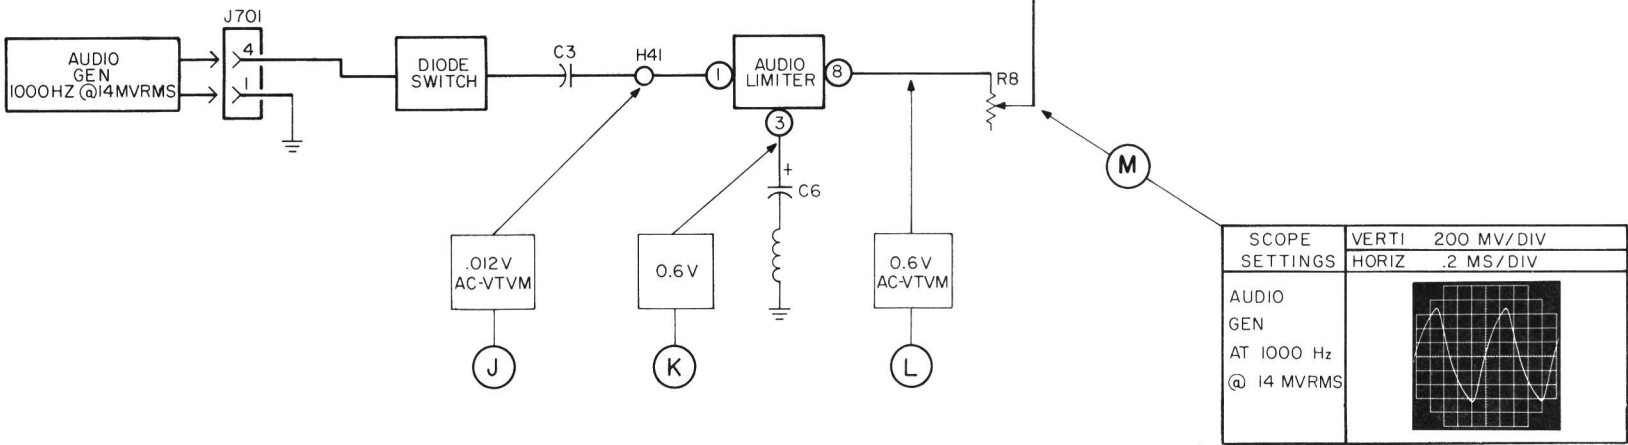 J701
AUDIO
GEN
1000HZ @14MVRMS
4
1
DIODE
SWITCH
C3
H41
1
AUDIO
LIMITER
8
3
R8
+
C6
M
.012V
AC-VTVM
0.6V
0.6V
AC-VTVM
J
K
L
SCOPE
SETTINGS
VERTI 200 MV/DIV
HORIZ .2 MS/DIV
AUDIO
GEN
AT 1000 Hz
@ 14 MVRMS